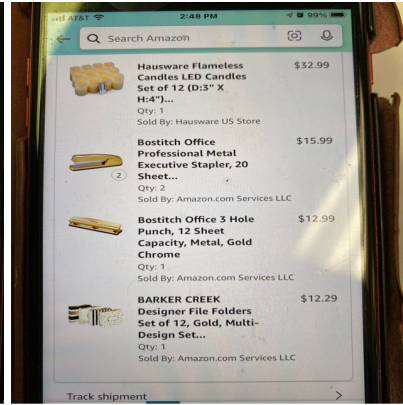 AT&T
2:48 PM
99%
Search Amazon
Hausware Flameless $32.99
Candles LED Candles
Set of 12 (D:3" X
H:4")...
Qty: 1
Sold By: Hausware US Store
Bostitch Office $15.99
Professional Metal
Executive Stapler, 20
Sheet...
2
Qty: 2
Sold By: Amazon.com Services LLC
Bostitch Office 3 Hole $12.99
Punch, 12 Sheet
Capacity, Metal, Gold
Chrome
Qty: 1
Sold By: Amazon.com Services LLC
BARKER CREEK $12.29
Designer File Folders
Set of 12, Gold, Multi-
Design Set...
Qty: 1
Sold By: Amazon.com Services LLC
Track shipment